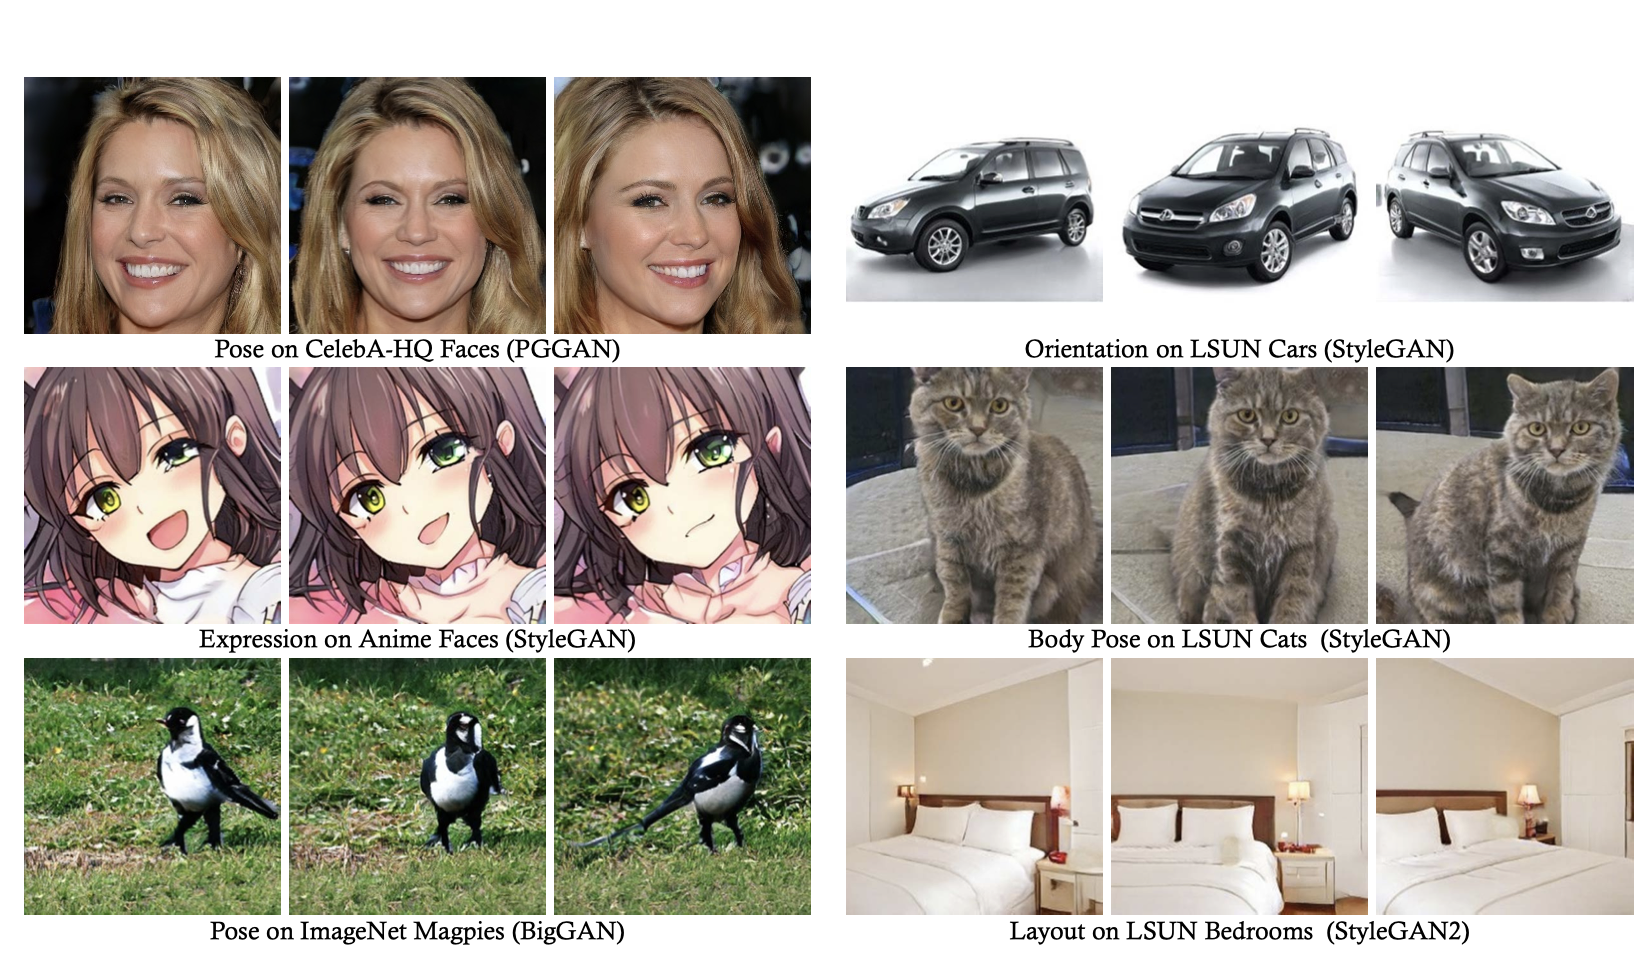 Pose on CelebA-HQ Faces (PGGAN)
Orientation on LSUN Cars (StyleGAN)
Expression on Anime Faces (StyleGAN)
Body Pose on LSUN Cats (StyleGAN)
Pose on ImageNet Magpies (BigGAN)
Layout on LSUN Bedrooms (StyleGAN2)